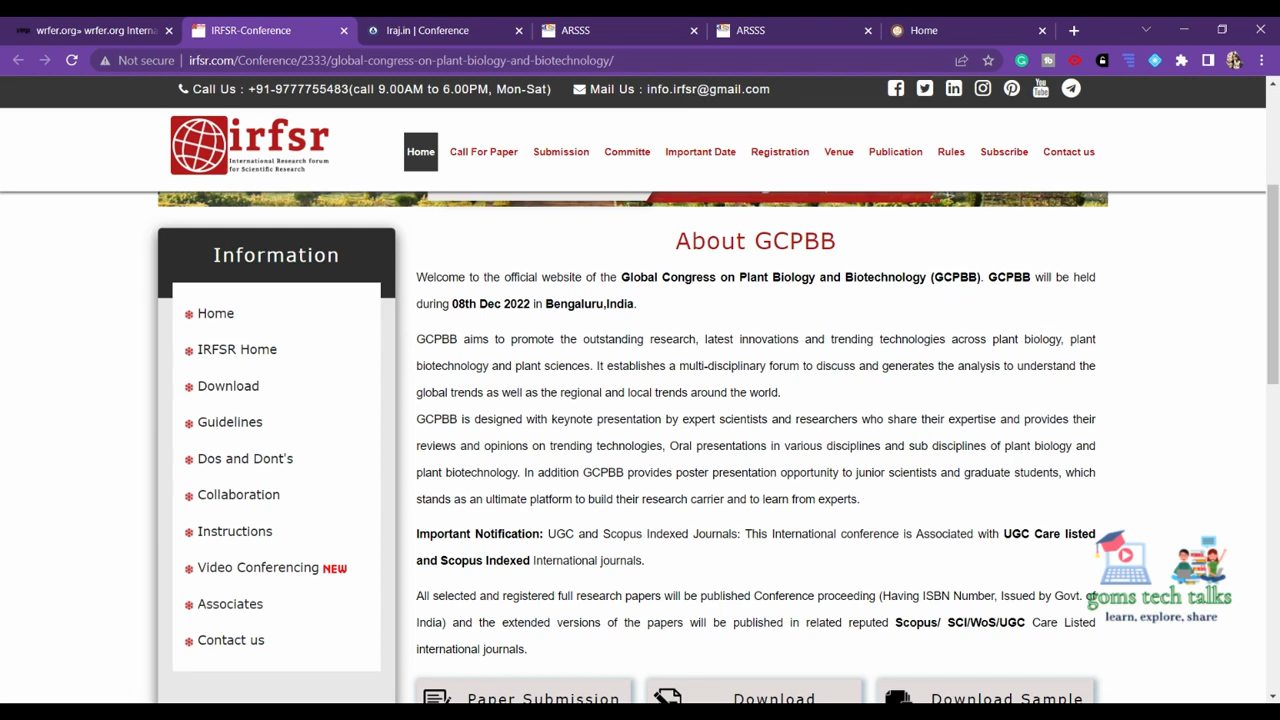 wrfer.org» wrfer.org Interna
IRFSR-Conference
Iraj.in | Conference
ARSSS
ARSSS
Home
Not secure
irfsr.com/Conference/2333/global-congress-on-plant-biology-and-biotechnology/
Call Us : +91-9777755483(call 9.00AM to 6.00PM, Mon-Sat)
Mail Us : info.irfsr@gmail.com
You Tube
irfsr
International Research forum
for Scientific Research
Home
Call For Paper
Submission
Committe
Important Date
Registration
Venue
Publication
Rules
Subscribe
Contact us
Information
Home
IRFSR Home
Download
Guidelines
Dos and Dont's
Collaboration
Instructions
Video Conferencing NEW
Associates
Contact us
About GCPBB
Welcome to the official website of the Global Congress on Plant Biology and Biotechnology (GCPBB). GCPBB will be held
during 08th Dec 2022 in Bengaluru,India.
GCPBB aims to promote the outstanding research, latest innovations and trending technologies across plant biology, plant
biotechnology and plant sciences. It establishes a multi-disciplinary forum to discuss and generates the analysis to understand the
global trends as well as the regional and local trends around the world.
GCPBB is designed with keynote presentation by expert scientists and researchers who share their expertise and provides their
reviews and opinions on trending technologies, Oral presentations in various disciplines and sub disciplines of plant biology and
plant biotechnology. In addition GCPBB provides poster presentation opportunity to junior scientists and graduate students, which
stands as an ultimate platform to build their research carrier and to learn from experts.
Important Notification: UGC and Scopus Indexed Journals: This International conference is Associated with UGC Care listed
and Scopus Indexed International journals.
All selected and registered full research papers will be published Conference proceeding (Having ISBN Number, Issued by Govt. of
India) and the extended versions of the papers will be published in related reputed Scopus/ SCI/WoS/UGC Care Listed
international journals.
Paper Submission
Download
Download Sample
goms tech talks
learn, explore, share